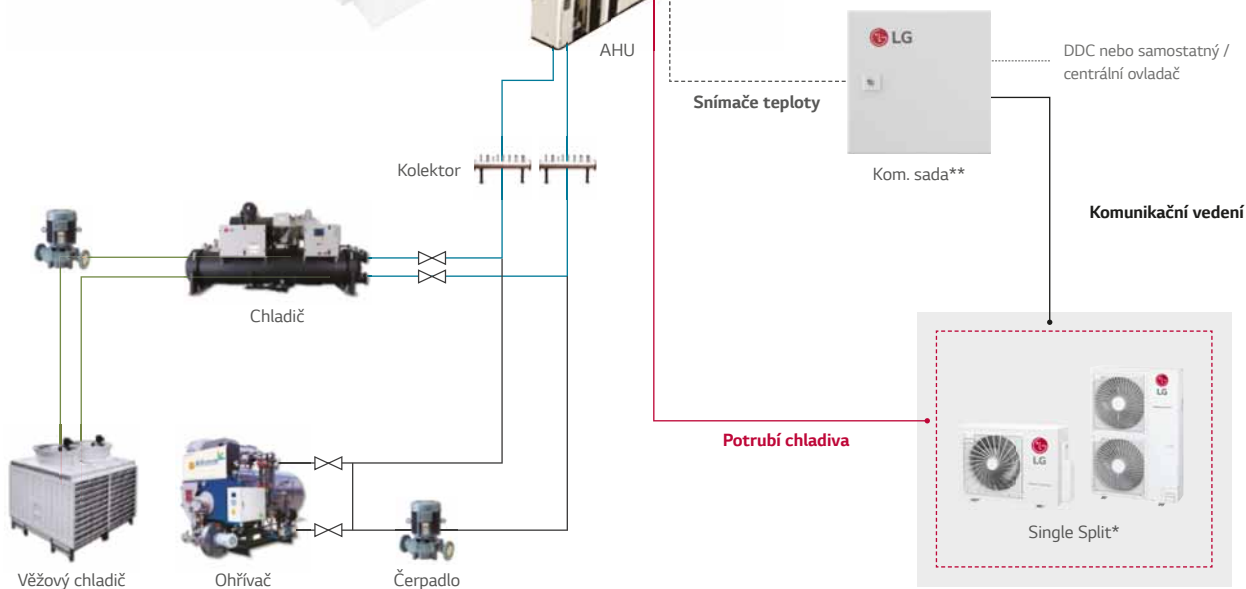 AHU
LG
DDC nebo samostatný /
centrální ovladač
Snímače teploty
Kolektor
Kom. sada**
Komunikační vedení
Chladič
Potrubí chladiva
LG
LG
Single Split*
Věžový chladič
Ohřívač
Čerpadlo